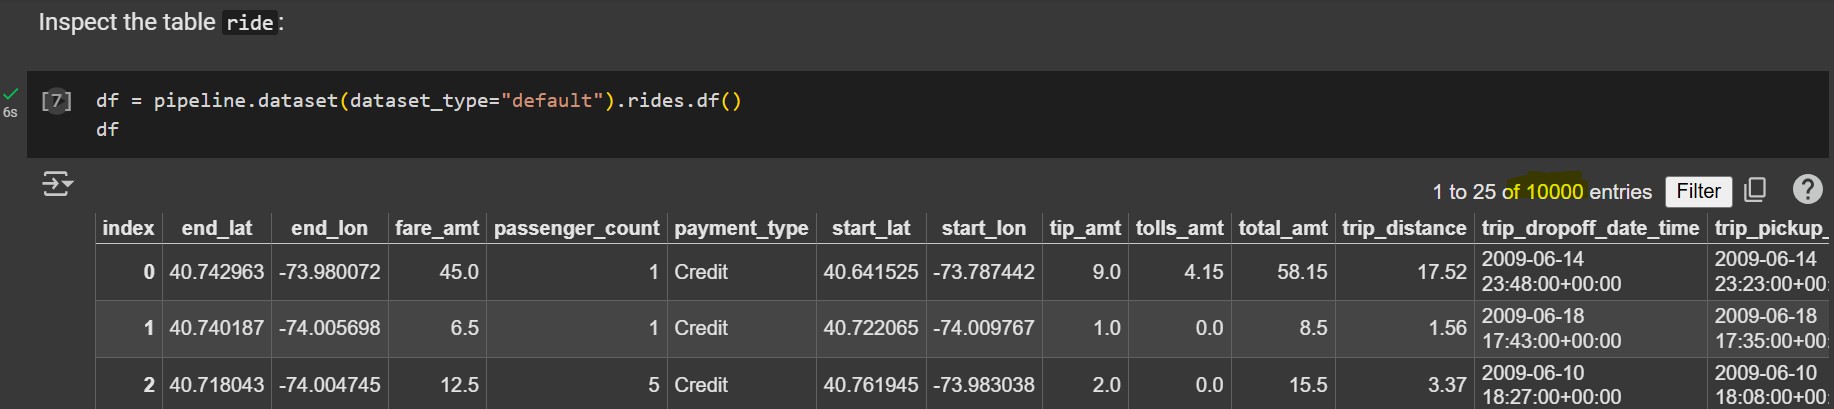 Inspect the table ride:
[7] df = pipeline.dataset(dataset_type="default").rides.df()
6s
df
1 to 25 of 10000 entries Filter ?
index end_lat end_lon fare_amt passenger_count payment_type start_lat start_lon tip_amt tolls_amt total_amt trip_distance trip_dropoff_date_time trip_pickup_
0 40.742963 -73.980072 45.0 1 Credit 40.641525 -73.787442 9.0 4.15 58.15 17.52 2009-06-14 23:48:00+00:00 2009-06-14 23:23:00+00:
1 40.740187 -74.005698 6.5 1 Credit 40.722065 -74.009767 1.0 0.0 8.5 1.56 2009-06-18 17:43:00+00:00 2009-06-18 17:35:00+00:
2 40.718043 -74.004745 12.5 5 Credit 40.761945 -73.983038 2.0 0.0 15.5 3.37 2009-06-10 18:27:00+00:00 2009-06-10 18:08:00+00: